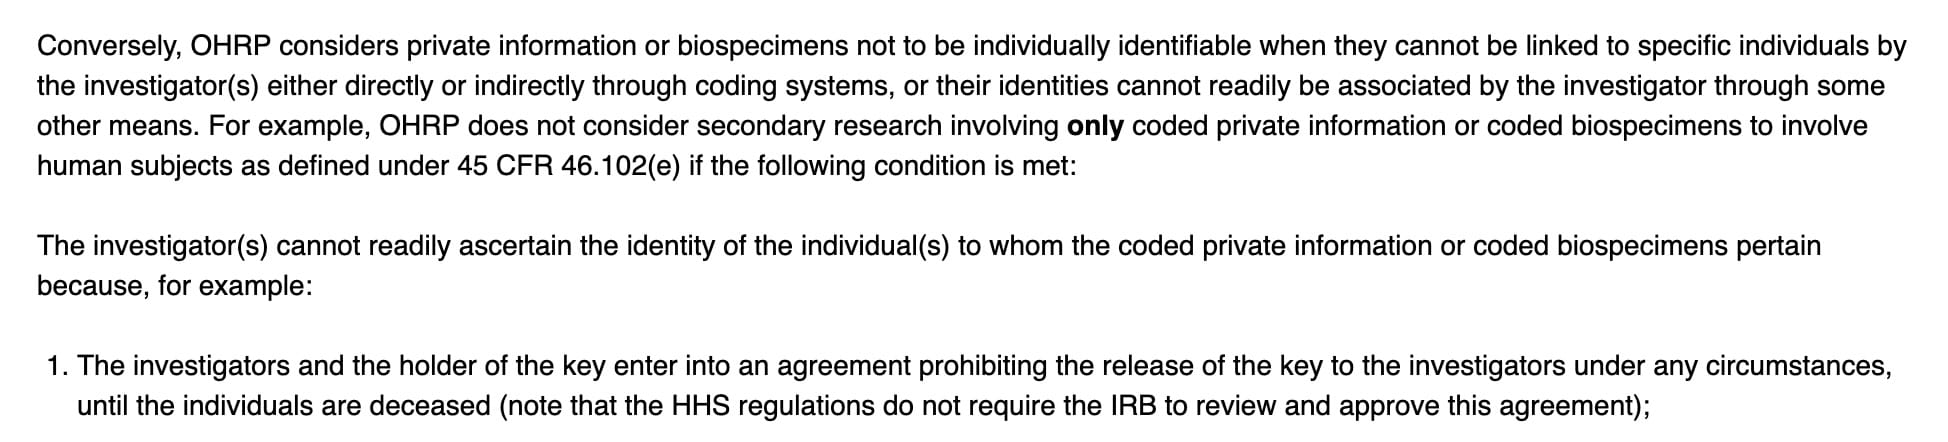 Conversely, OHRP considers private information or biospecimens not to be individually identifiable when they cannot be linked to specific individuals by
the investigator(s) either directly or indirectly through coding systems, or their identities cannot readily be associated by the investigator through some
other means. For example, OHRP does not consider secondary research involving only coded private information or coded biospecimens to involve
human subjects as defined under 45 CFR 46.102(e) if the following condition is met:
The investigator(s) cannot readily ascertain the identity of the individual(s) to whom the coded private information or coded biospecimens pertain
because, for example:
1. The investigators and the holder of the key enter into an agreement prohibiting the release of the key to the investigators under any circumstances,
until the individuals are deceased (note that the HHS regulations do not require the IRB to review and approve this agreement);